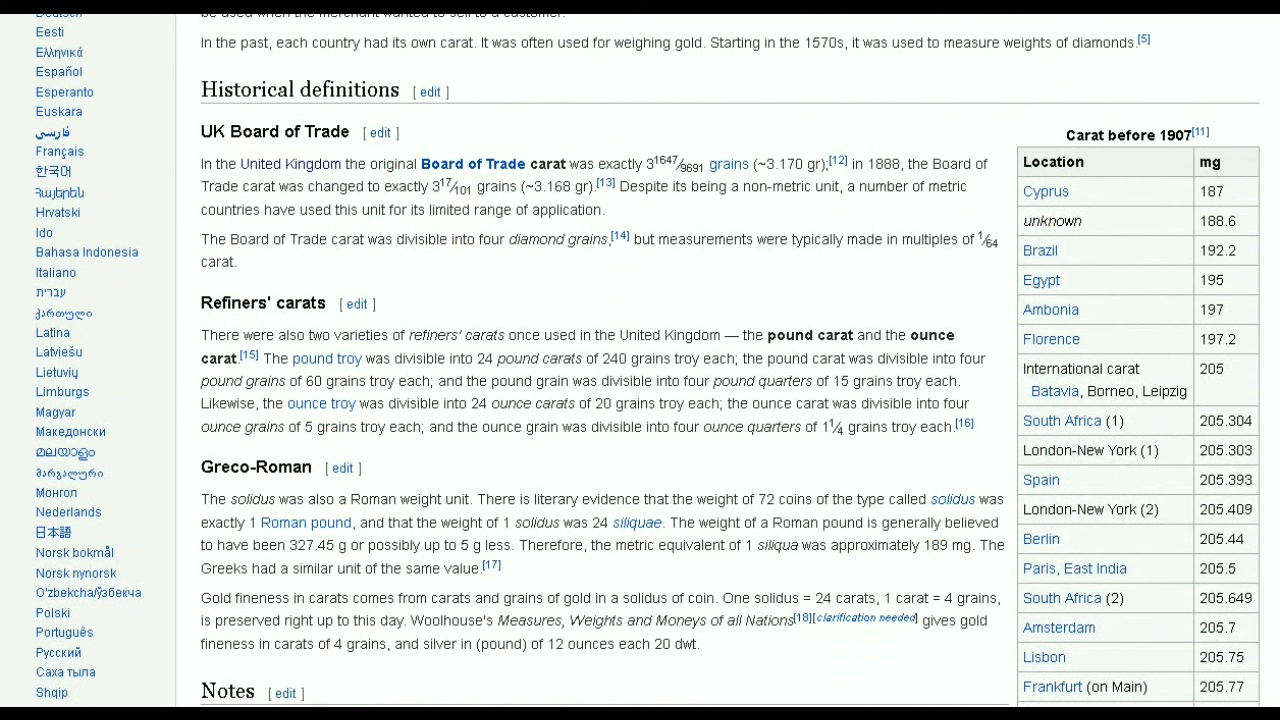 Deutsch
Eesti
Ελληνικά
Español
Esperanto
Euskara
فارسی
Français
한국어
Հայերեն
Hrvatski
Ido
Bahasa Indonesia
Italiano
עברית
ქართული
Latina
Latviešu
Lietuvių
Limburgs
Magyar
Македонски
മലയാളം
მარგალური
Монгол
Nederlands
日本語
Norsk bokmål
Norsk nynorsk
O'zbekcha/ўзбекча
Polski
Português
Русский
Саха тыла
Shqip
be used when the merchant wanted to sell to a customer.
In the past, each country had its own carat. It was often used for weighing gold. Starting in the 1570s, it was used to measure weights of diamonds.[5]
Historical definitions [ edit ]
UK Board of Trade [ edit ]
In the United Kingdom the original Board of Trade carat was exactly 3 1647⁄9691 grains (~3.170 gr);[12] in 1888, the Board of
Trade carat was changed to exactly 3 17⁄101 grains (~3.168 gr).[13] Despite its being a non-metric unit, a number of metric
countries have used this unit for its limited range of application.
The Board of Trade carat was divisible into four diamond grains,[14] but measurements were typically made in multiples of 1⁄64
carat.
Refiners' carats [ edit ]
There were also two varieties of refiners' carats once used in the United Kingdom — the pound carat and the ounce
carat.[15] The pound troy was divisible into 24 pound carats of 240 grains troy each; the pound carat was divisible into four
pound grains of 60 grains troy each; and the pound grain was divisible into four pound quarters of 15 grains troy each.
Likewise, the ounce troy was divisible into 24 ounce carats of 20 grains troy each; the ounce carat was divisible into four
ounce grains of 5 grains troy each; and the ounce grain was divisible into four ounce quarters of 1 1⁄4 grains troy each.[16]
Greco-Roman [ edit ]
The solidus was also a Roman weight unit. There is literary evidence that the weight of 72 coins of the type called solidus was
exactly 1 Roman pound, and that the weight of 1 solidus was 24 siliquae. The weight of a Roman pound is generally believed
to have been 327.45 g or possibly up to 5 g less. Therefore, the metric equivalent of 1 siliqua was approximately 189 mg. The
Greeks had a similar unit of the same value.[17]
Gold fineness in carats comes from carats and grains of gold in a solidus of coin. One solidus = 24 carats, 1 carat = 4 grains,
is preserved right up to this day. Woolhouse's Measures, Weights and Moneys of all Nations[18][clarification needed] gives gold
fineness in carats of 4 grains, and silver in (pound) of 12 ounces each 20 dwt.
Notes [ edit ]
Carat before 1907[11]
Location mg
Cyprus 187
unknown 188.6
Brazil 192.2
Egypt 195
Ambonia 197
Florence 197.2
International carat 205
Batavia, Borneo, Leipzig
South Africa (1) 205.304
London-New York (1) 205.303
Spain 205.393
London-New York (2) 205.409
Berlin 205.44
Paris, East India 205.5
South Africa (2) 205.649
Amsterdam 205.7
Lisbon 205.75
Frankfurt (on Main) 205.77